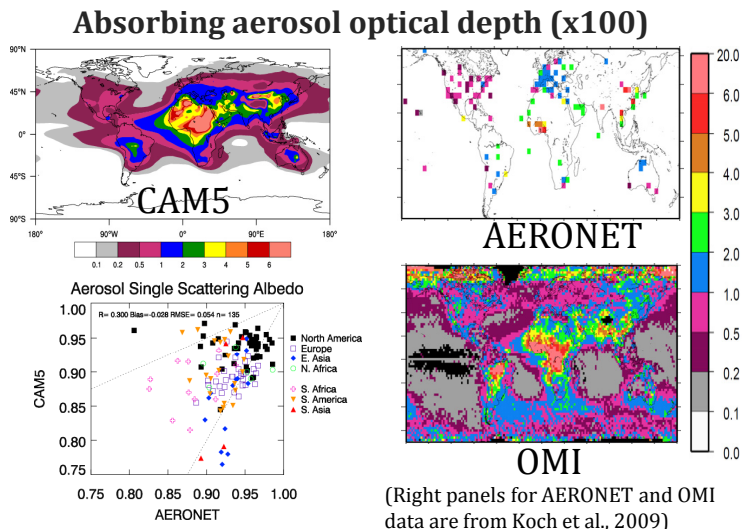 Absorbing aerosol optical depth (x100)
90°N
45°N
0°
45°S
90°S
180°
90°W
0°
90°E
180°
CAM5
0.1 0.2 0.5 1 2 3 4 5 6
AERONET
20.0
6.0
5.0
4.0
3.0
2.0
1.0
0.5
0.2
0.1
0.0
Aerosol Single Scattering Albedo
R= 0.300 Bias=-0.028 RMSE= 0.054 n= 135
1.00
0.95
0.90
0.85
0.80
0.75
CAM5
0.75 0.80 0.85 0.90 0.95 1.00
AERONET
North America
Europe
E. Asia
N. Africa
S. Africa
S. America
S. Asia
OMI
(Right panels for AERONET and OMI
data are from Koch et al., 2009)